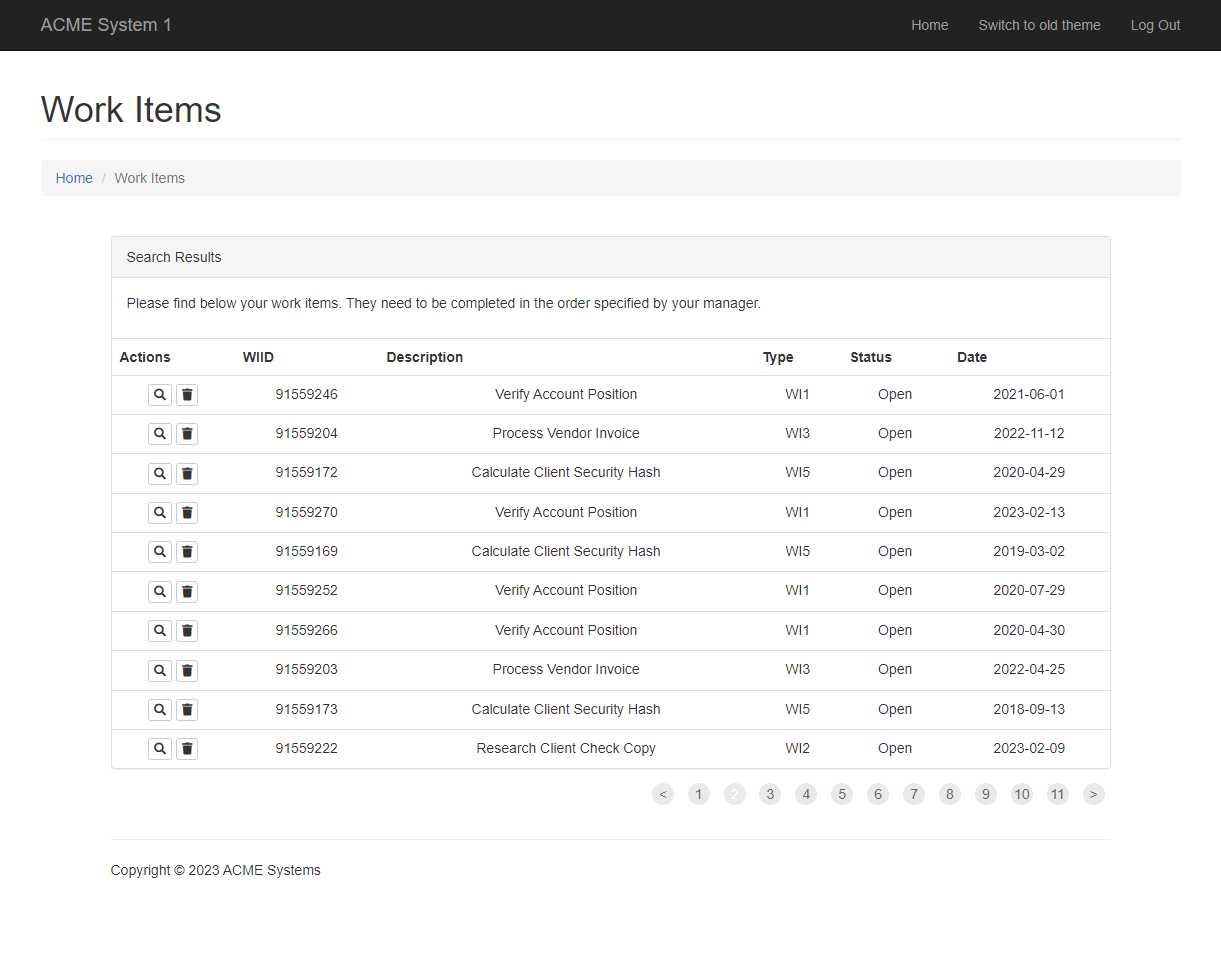 ACME System 1 Home Switch to old theme Log Out
Work Items
Home / Work Items
Search Results
Please find below your work items. They need to be completed in the order specified by your manager.
Actions WIID Description Type Status Date
91559246 Verify Account Position WI1 Open 2021-06-01
91559204 Process Vendor Invoice WI3 Open 2022-11-12
91559172 Calculate Client Security Hash WI5 Open 2020-04-29
91559270 Verify Account Position WI1 Open 2023-02-13
91559169 Calculate Client Security Hash WI5 Open 2019-03-02
91559252 Verify Account Position WI1 Open 2020-07-29
91559266 Verify Account Position WI1 Open 2020-04-30
91559203 Process Vendor Invoice WI3 Open 2022-04-25
91559173 Calculate Client Security Hash WI5 Open 2018-09-13
91559222 Research Client Check Copy WI2 Open 2023-02-09
< 1 2 3 4 5 6 7 8 9 10 11 >
Copyright © 2023 ACME Systems